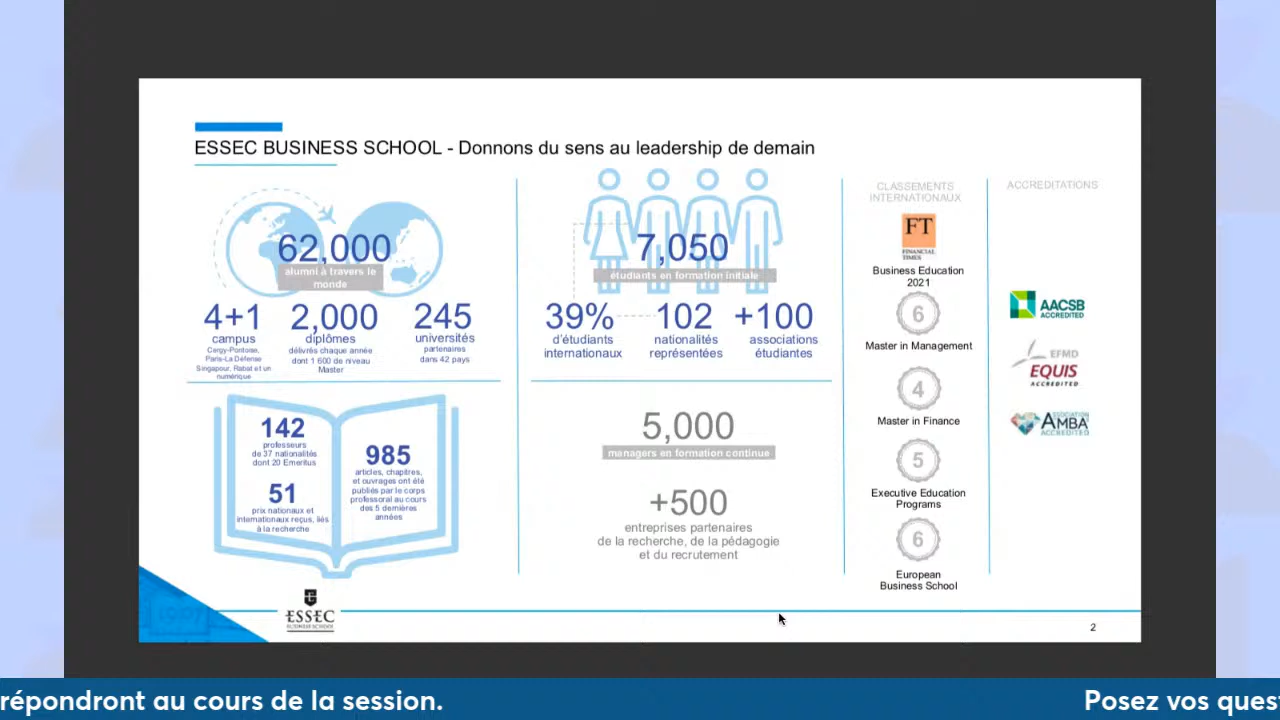 ESSEC BUSINESS SCHOOL - Donnons du sens au leadership de demain
62,000
alumni à travers le
monde
4+1
campus
Cergy-Pontoise,
Paris-La Défense
Singapour, Rabat et un
numérique
2,000
diplômes
délivrés chaque année
dont 1 600 de niveau
Master
245
universités
partenaires
dans 42 pays
7,050
étudiants en formation initiale
39%
d'étudiants
internationaux
102
nationalités
représentées
+100
associations
étudiantes
142
professeurs
de 37 nationalités
dont 20 Emeritus
51
prix nationaux et
internationaux reçus, liés
à la recherche
985
articles, chapitres,
et ouvrages ont été
publiés par le corps
professoral au cours
des 5 dernières
années
5,000
managers en formation continue
+500
entreprises partenaires
de la recherche, de la pédagogie
et du recrutement
CLASSEMENTS
INTERNATIONAUX
FT
FINANCIAL
TIMES
Business Education
2021
6
Master in Management
4
Master in Finance
5
Executive Education
Programs
6
European
Business School
ACCREDITATIONS
AACSB
ACCREDITED
EFMD
EQUIS
ACCREDITED
ASSOCIATION
AMBA
ACCREDITED
1907
ESSEC
BUSINESS SCHOOL
2
répondront au cours de la session.
Posez vos quest